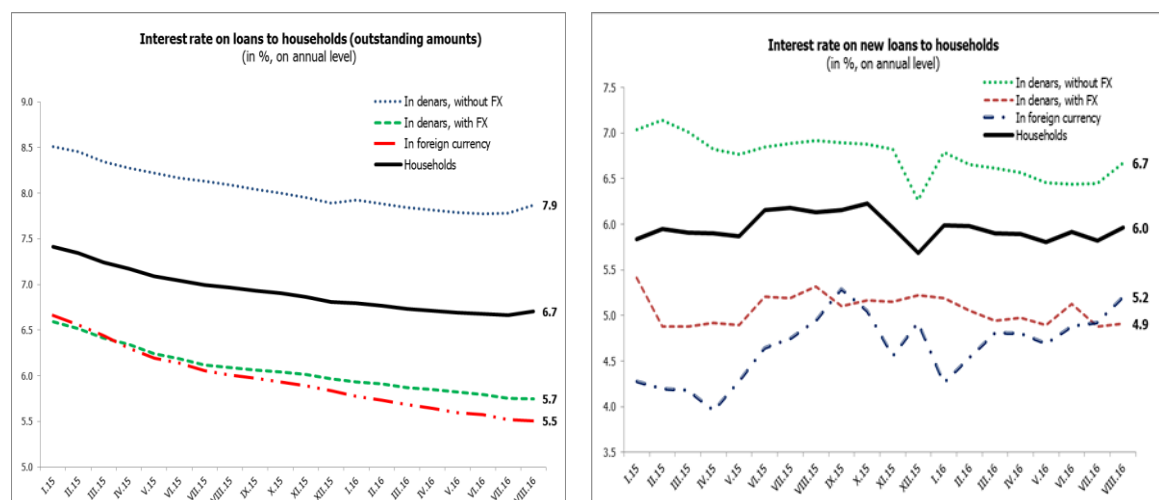 Interest rate on loans to households (outstanding amounts)
(in %, on annual level)
In denars, without FX
In denars, with FX
In foreign currency
Households
9.0
8.5
8.0
7.5
7.0
6.5
6.0
5.5
5.0
7.9
6.7
5.7
5.5
I.15
II.15
III.15
IV.15
V.15
VI.15
VII.15
VIII.15
IX.15
X.15
XI.15
XII.15
I.16
II.16
III.16
IV.16
V.16
VI.16
VII.16
VIII.16
Interest rate on new loans to households
(in %, on annual level)
In denars, without FX
In denars, with FX
In foreign currency
Households
7.5
7.0
6.5
6.0
5.5
5.0
4.5
4.0
3.5
6.7
6.0
5.2
4.9
I.15
II.15
III.15
IV.15
V.15
VI.15
VII.15
VIII.15
IX.15
X.15
XI.15
XII.15
I.16
II.16
III.16
IV.16
V.16
VI.16
VII.16
VIII.16